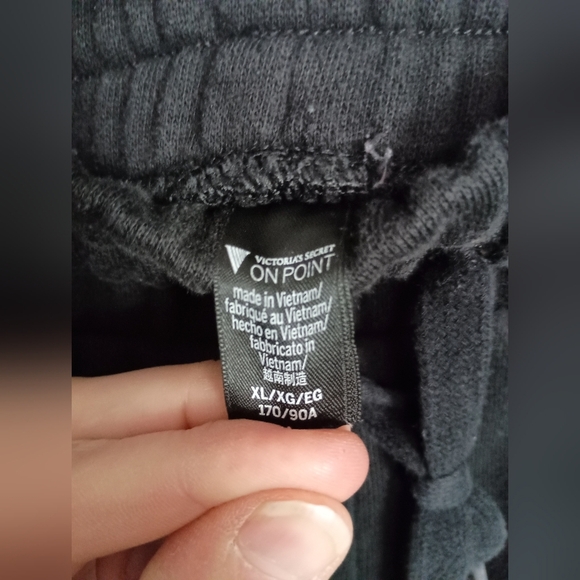 VICTORIA'S SECRET
ON POINT
made in Vietnam/
fabriqué au Vietnam/
hecho en Vietnam/
fabbricato in
Vietnam/
越南制造
XL/XG/EG
170/90A